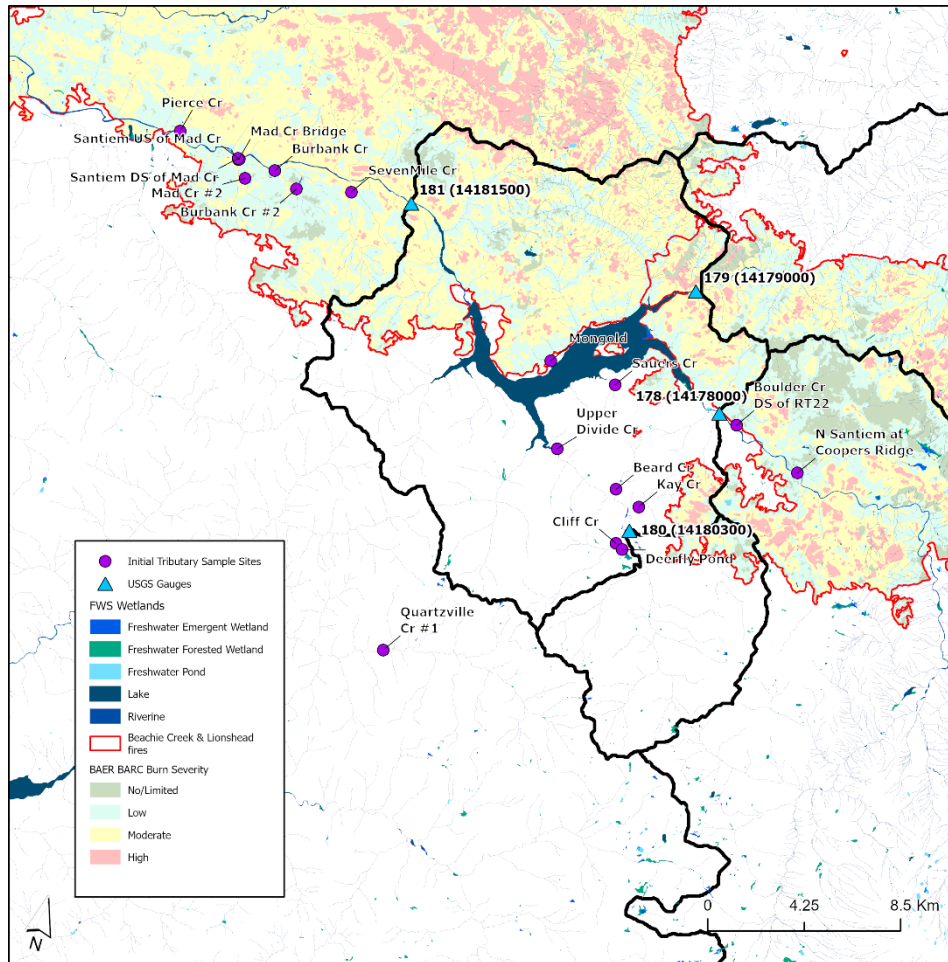 Pierce Cr
Santiem US of Mad Cr
Mad Cr Bridge
Burbank Cr
Santiem DS of Mad Cr
Mad Cr #2
Burbank Cr #2
SevenMile Cr
181 (14181500)
179 (14179000)
Mongold
Sauers Cr
178 (14178000)
Boulder Cr
DS of RT22
Upper
Divide Cr
N Santiem at
Coopers Ridge
Beard Cr
Kay Cr
Cliff Cr
180 (14180300)
Deerfly Pond
Quartzville
Cr #1
Initial Tributary Sample Sites
USGS Gauges
FWS Wetlands
Freshwater Emergent Wetland
Freshwater Forested Wetland
Freshwater Pond
Lake
Riverine
Beachie Creek & Lionshead
fires
BAER BARC Burn Severity
No/Limited
Low
Moderate
High
N
0 4.25 8.5 Km